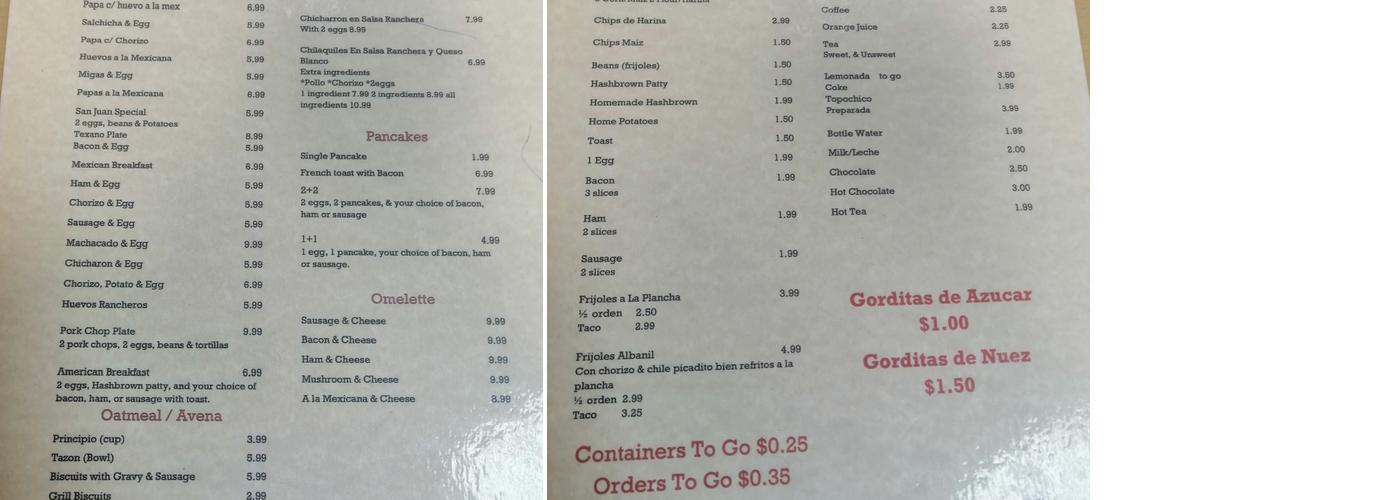 Papa c/ huevo a la mex 6.99
Salchicha & Egg 5.99
Papa c/ Chorizo 6.99
Huevos a la Mexicana 5.99
Migas & Egg 5.99
Papas a la Mexicana 6.99
San Juan Special 5.99
2 eggs, beans & Potatoes
Texano Plate 8.99
Bacon & Egg 5.99
Mexican Breakfast 6.99
Ham & Egg 5.99
Chorizo & Egg 5.99
Sausage & Egg 5.99
Machacado & Egg 9.99
Chicharon & Egg 5.99
Chorizo, Potato & Egg 6.99
Huevos Rancheros 5.99
Pork Chop Plate 9.99
2 pork chops, 2 eggs, beans & tortillas
American Breakfast 6.99
2 eggs, Hashbrown patty, and your choice of
bacon, ham, or sausage with toast.
Oatmeal / Avena
Principio (cup) 3.99
Tazon (Bowl) 5.99
Biscuits with Gravy & Sausage 5.99
Grill Biscuits 2.99
Chicharron en Salsa Ranchera 7.99
With 2 eggs 8.99
Chilaquiles En Salsa Ranchera y Queso
Blanco 6.99
Extra ingredients
*Pollo *Chorizo *2eggs
1 ingredient 7.99 2 ingredients 8.99 all
ingredients 10.99
Pancakes
Single Pancake 1.99
French toast with Bacon 6.99
2+2 7.99
2 eggs, 2 pancakes, & your choice of bacon,
ham or sausage
1+1 4.99
1 egg, 1 pancake, your choice of bacon, ham
or sausage.
Omelette
Sausage & Cheese 9.99
Bacon & Cheese 9.99
Ham & Cheese 9.99
Mushroom & Cheese 9.99
A la Mexicana & Cheese 8.99
Chips de Harina 2.99
Chips Maiz 1.50
Beans (frijoles) 1.50
Hashbrown Patty 1.50
Homemade Hashbrown 1.99
Home Potatoes 1.50
Toast 1.50
1 Egg 1.99
Bacon 1.99
3 slices
Ham 1.99
2 slices
Sausage 1.99
2 slices
Frijoles a La Plancha 3.99
½ orden 2.50
Taco 2.99
Frijoles Albanil 4.99
Con chorizo & chile picadito bien refritos a la
plancha
½ orden 2.99
Taco 3.25
Containers To Go $0.25
Orders To Go $0.35
Coffee 2.25
Orange Juice 2.25
Tea 2.99
Sweet, & Unsweet
Lemonada to go 3.50
Coke 1.99
Topochico
Preparada 3.99
Bottle Water 1.99
Milk/Leche 2.00
Chocolate 2.50
Hot Chocolate 3.00
Hot Tea 1.99
Gorditas de Azucar
$1.00
Gorditas de Nuez
$1.50